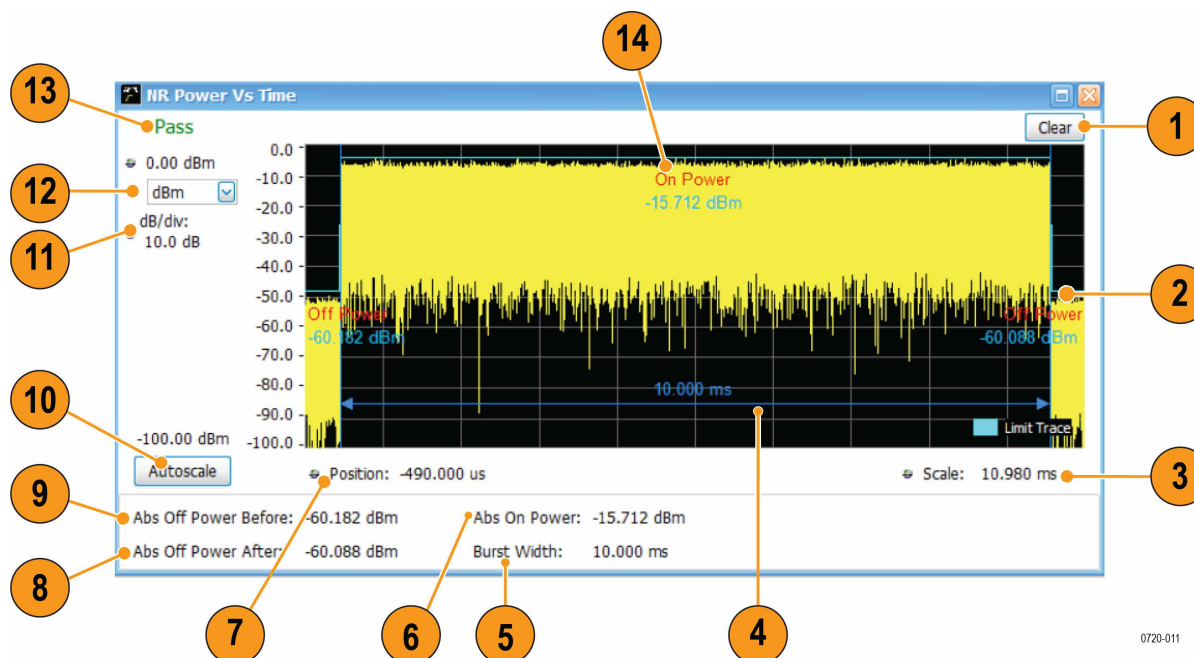 14
13
NR Power Vs Time
Pass
Clear
1
0.00 dBm
0.0
12
dBm
-10.0
On Power
-15.712 dBm
-20.0
dB/div:
10.0 dB
11
-30.0
-40.0
2
-50.0
Off Power
Off Power
-60.0
-60.182 dBm
-60.088 dBm
-70.0
-80.0
10.000 ms
10
-90.0
-100.00 dBm
-100.0
Limit Trace
Autoscale
Position: -490.000 us
Scale: 10.980 ms
3
9
Abs Off Power Before: -60.182 dBm
Abs On Power: -15.712 dBm
Abs Off Power After: -60.088 dBm
Burst Width: 10.000 ms
8
7
6
5
4
0720-011